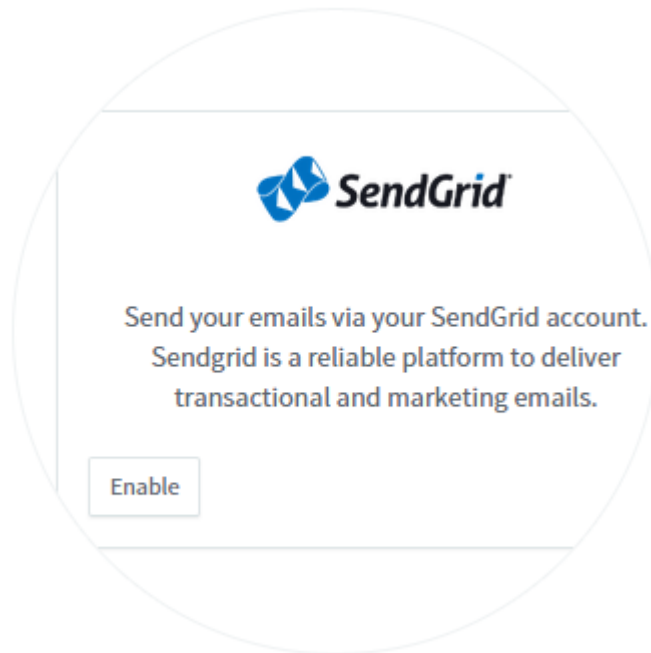 SendGrid
Send your emails via your SendGrid account.
Sendgrid is a reliable platform to deliver
transactional and marketing emails.
Enable